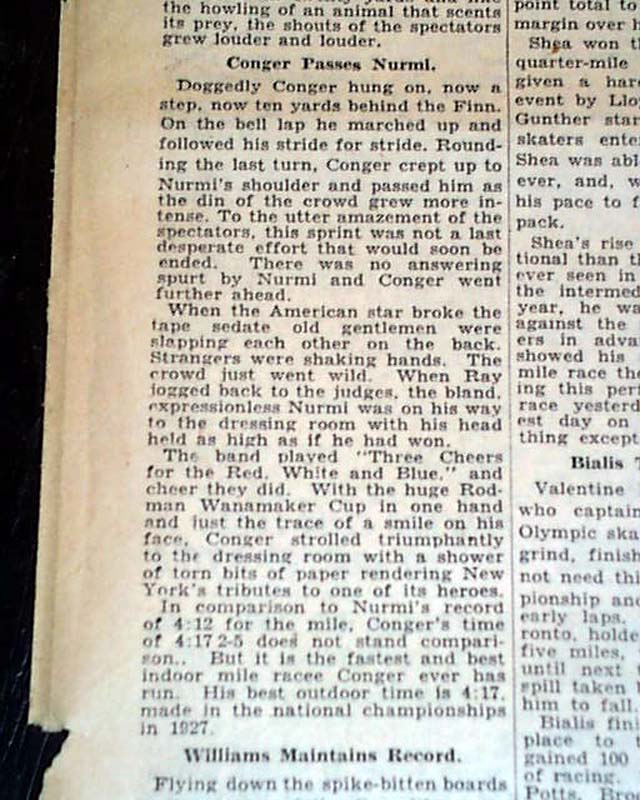 the howling of an animal that scents
its prey, the shouts of the spectators
grew louder and louder.
Conger Passes Nurmi.
Doggedly Conger hung on, now a
step, now ten yards behind the Finn.
On the bell lap he marched up and
followed his stride for stride. Round-
ing the last turn, Conger crept up to
Nurmi's shoulder and passed him as
the din of the crowd grew more in-
tense. To the utter amazement of the
spectators, this sprint was not a last
desperate effort that would soon be
ended. There was no answering
spurt by Nurmi and Conger went
further ahead.
When the American star broke the
tape sedate old gentlemen were
slapping each other on the back.
Strangers were shaking hands. The
crowd just went wild. When Ray
jogged back to the judges, the bland,
expressionless Nurmi was on his way
to the dressing room with his head
held as high as if he had won.
The band played "Three Cheers
for the Red, White and Blue," and
cheer they did. With the huge Rod-
man Wanamaker Cup in one hand
and just the trace of a smile on his
face, Conger strolled triumphantly
to the dressing room with a shower
of torn bits of paper rendering New
York's tributes to one of its heroes.
In comparison to Nurmi's record
of 4:12 for the mile, Conger's time
of 4:17 2-5 does not stand compari-
son.. But it is the fastest and best
indoor mile racee Conger ever has
run. His best outdoor time is 4:17,
made in the national championships
in 1927.
Williams Maintains Record.
Flying down the spike-bitten boards
point total to
margin over h
Shea won t
quarter-mile
given a har
event by Llo
Gunther star
skaters ente
Shea was abl
ever, and, w
his pace to f
pack.
Shea's rise
tional than t
ever seen in
the intermed
year, he wa
against the
ers in adva
showed his
mile race the
ing this per
race yesterd
est day on
thing except
Bialis T
Valentine
who captain
Olympic ska
grind, finish
not need thi
pionship and
early laps.
ronto, holde
five miles,
until next
spill taken
him to fall.
Bialis fini
place to
gained 100
of racing.
Potts, Broo